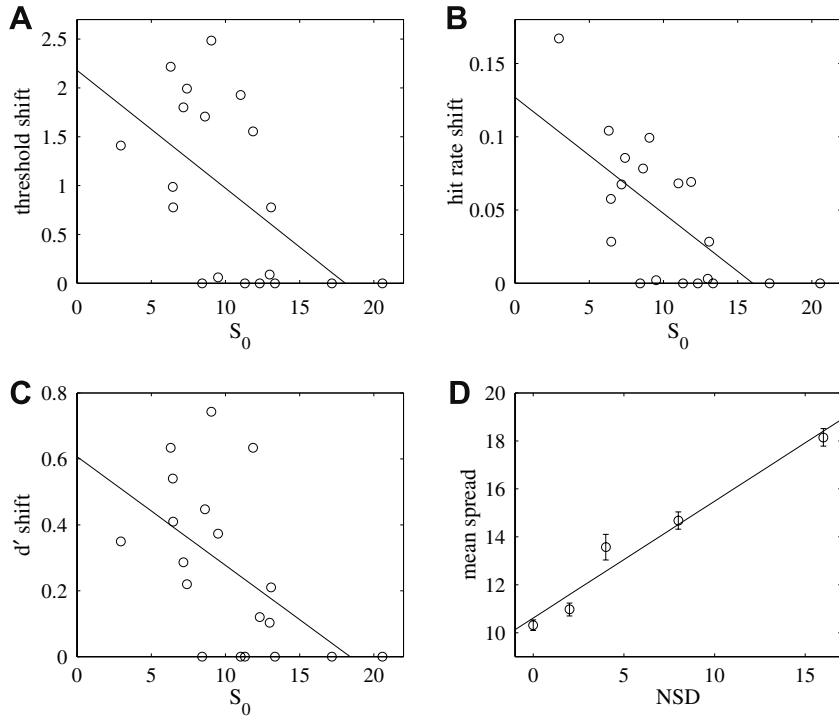 A
threshold shift
2.5
2
1.5
1
0.5
0
0 5 10 15 20
S0
B
hit rate shift
0.15
0.1
0.05
0
0 5 10 15 20
S0
C
d′ shift
0.8
0.6
0.4
0.2
0
0 5 10 15 20
S0
D
mean spread
20
18
16
14
12
10
0 5 10 15
NSD